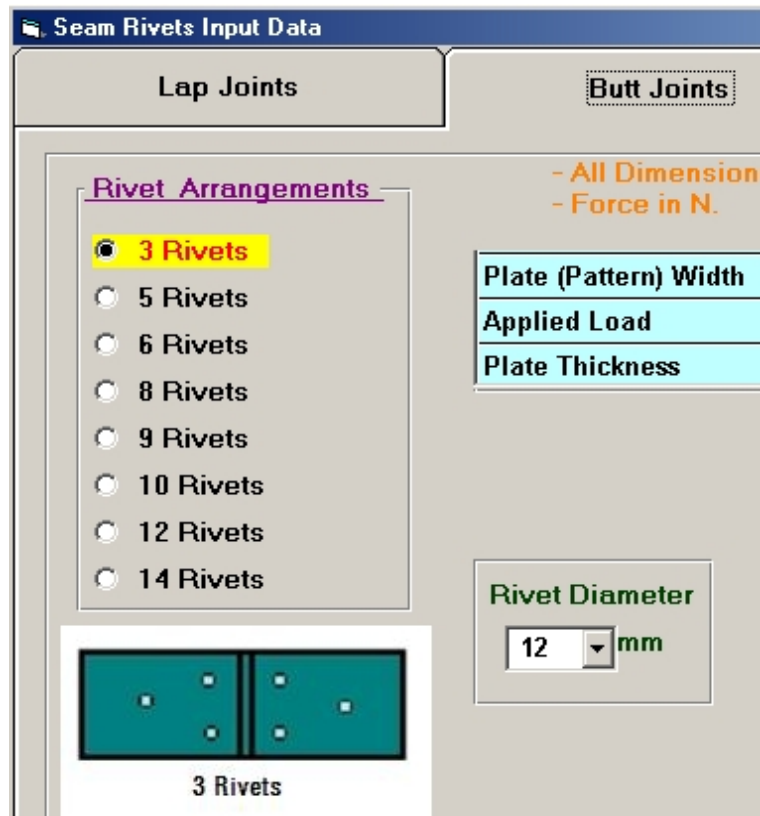 Seam Rivets Input Data
Lap Joints
Butt Joints
Rivet Arrangements
3 Rivets
5 Rivets
6 Rivets
8 Rivets
9 Rivets
10 Rivets
12 Rivets
14 Rivets
3 Rivets
- All Dimension
- Force in N.
Plate (Pattern) Width
Applied Load
Plate Thickness
Rivet Diameter
12 mm